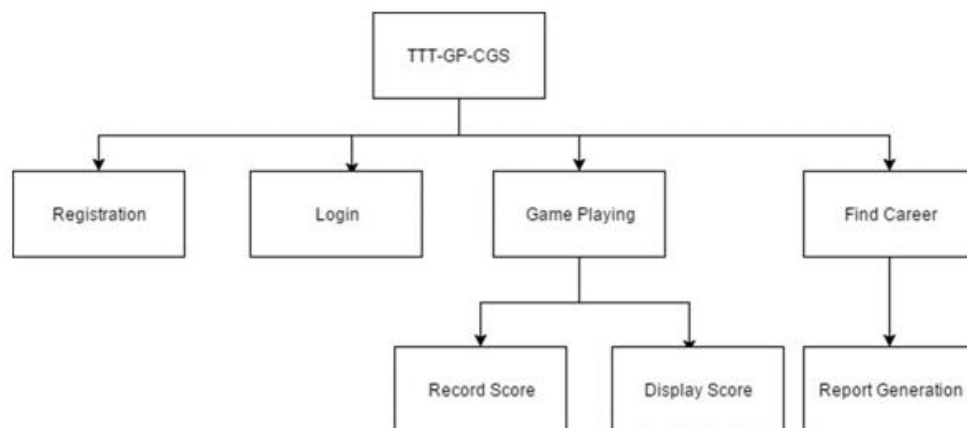 TTT-GP-CGS
Registration
Login
Game Playing
Find Career
Record Score
Display Score
Report Generation